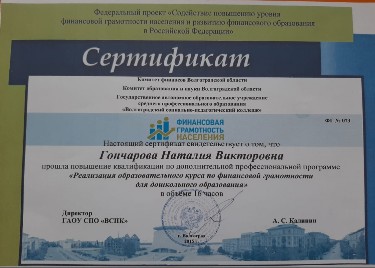 Федеральный проект «Содействие повышению уровня
финансовой грамотности населения и развитию финансового образования
в Российской Федерации»
Сертификат
Комитет финансов Волгоградской области
Комитет образования и науки Волгоградской области
Государственное автономное образовательное учреждение
среднего профессионального образования
«Волгоградский социально-педагогический колледж»
ФИНАНСОВАЯ
ГРАМОТНОСТЬ
НАСЕЛЕНИЯ
Настоящий сертификат свидетельствует о том, что
Гончарова Наталия Викторовна
прошла повышение квалификации по дополнительной профессиональной программе
«Реализация образовательного курса по финансовой грамотности
для дошкольного образования»
в объеме 16 часов
Директор
ГАОУ СПО «ВСПК»
А. С. Калинин
г. Волгоград